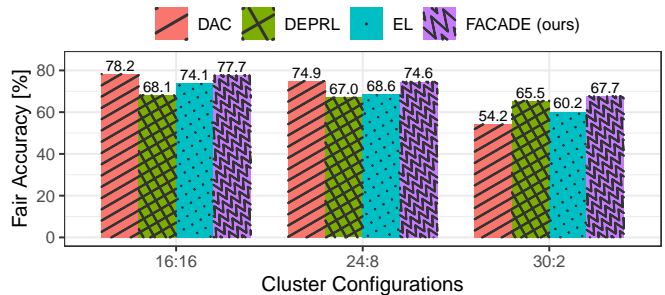 DAC DEPRL EL FACADE (ours)
Fair Accuracy [%]
80
60
40
20
0
78.2 68.1 74.1 77.7
74.9 67.0 68.6 74.6
54.2 65.5 60.2 67.7
16:16 24:8 30:2
Cluster Configurations